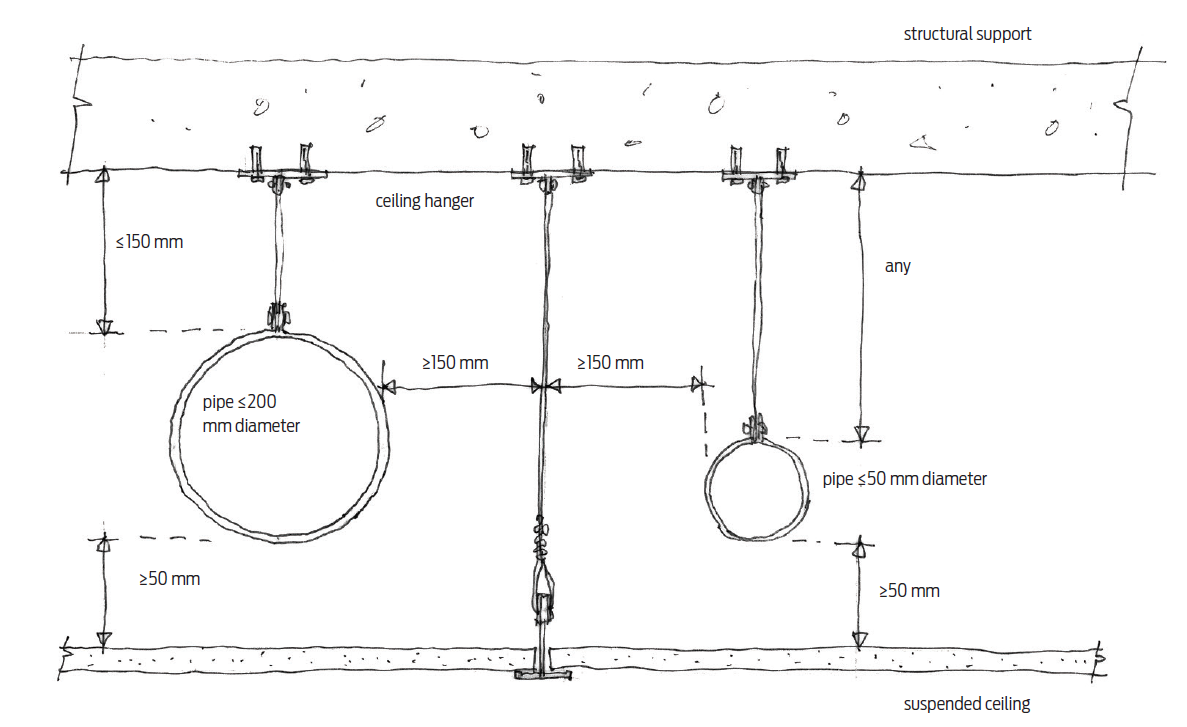 structural support
ceiling hanger
≤150 mm
any
≥150 mm
≥150 mm
pipe ≤200
mm diameter
pipe ≤50 mm diameter
≥50 mm
≥50 mm
suspended ceiling